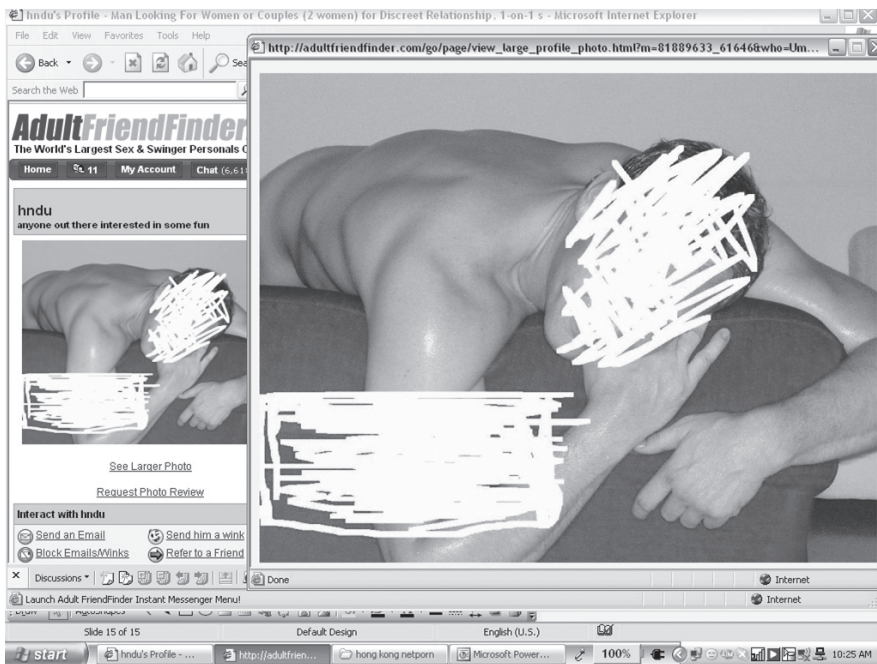 hndu's Profile - Man Looking For Women or Couples (2 women) for Discreet Relationship, 1-on-1 s - Microsoft Internet Explorer
File Edit View Favorites Tools Help
http://adultfriendfinder.com/go/page/view_large_profile_photo.html?m=81889633_61646&who=Um...
Back
Search the Web
AdultFriendFinder
The World's Largest Sex & Swinger Personals
Home 11 My Account Chat
hndu
anyone out there interested in some fun
See Larger Photo
Request Photo Review
Interact with hndu
Send an Email Send him a wink
Block Emails/Winks Refer to a Friend
Discussions
Done Internet
Launch Adult FriendFinder Instant Messenger Menu! Internet
Slide 15 of 15 Default Design English (U.S.)
start hndu's Profile - ... http://adultfrien... hong kong netporn Microsoft Power... 100% 10:25 AM